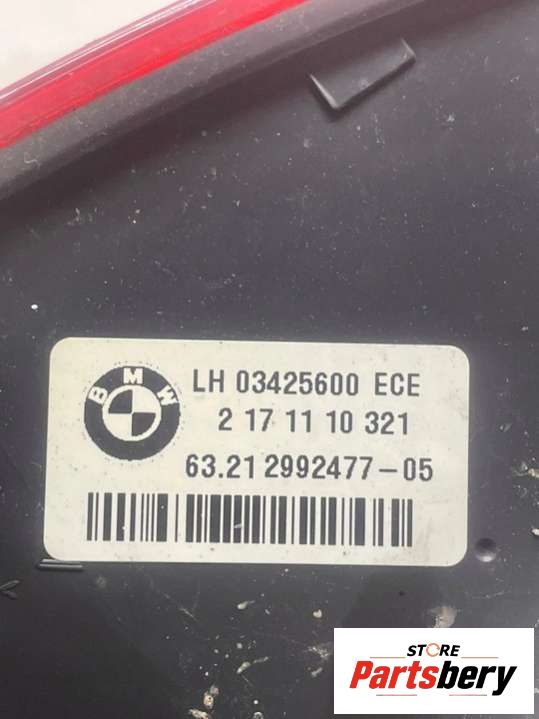 BMW
LH 03425600 ECE
2 17 11 10 321
63.21 2992477-05
STORE
Partsbery